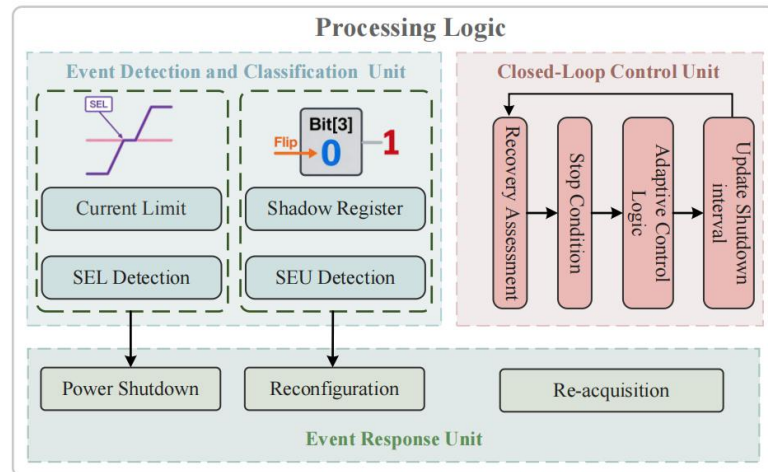 Processing Logic
Event Detection and Classification Unit
SEL
Flip
Bit[3]
0
1
Current Limit
Shadow Register
SEL Detection
SEU Detection
Closed-Loop Control Unit
Recovery Assessment
Stop Condition
Adaptive Control
Logic
Update Shutdown
interval
Power Shutdown
Reconfiguration
Re-acquisition
Event Response Unit